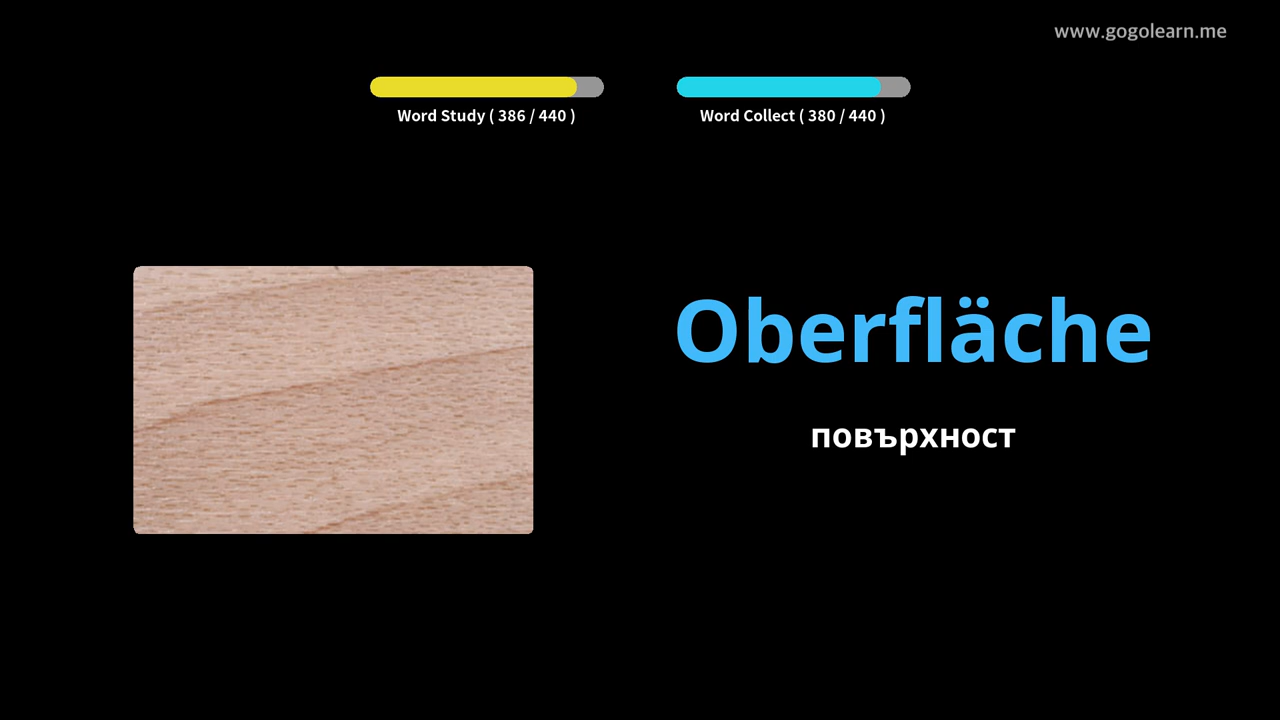 www.gogolearn.me
Word Study ( 386 / 440 )
Word Collect ( 380 / 440 )
Oberfläche
повърхност